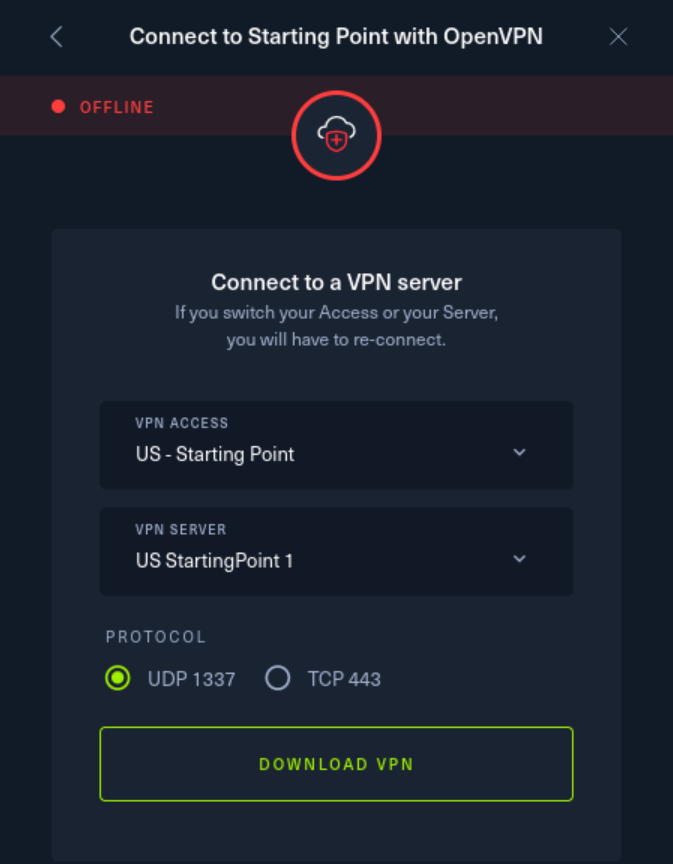 Connect to Starting Point with OpenVPN
OFFLINE
Connect to a VPN server
If you switch your Access or your Server,
you will have to re-connect.
VPN ACCESS
US - Starting Point
VPN SERVER
US StartingPoint 1
PROTOCOL
UDP 1337 TCP 443
DOWNLOAD VPN